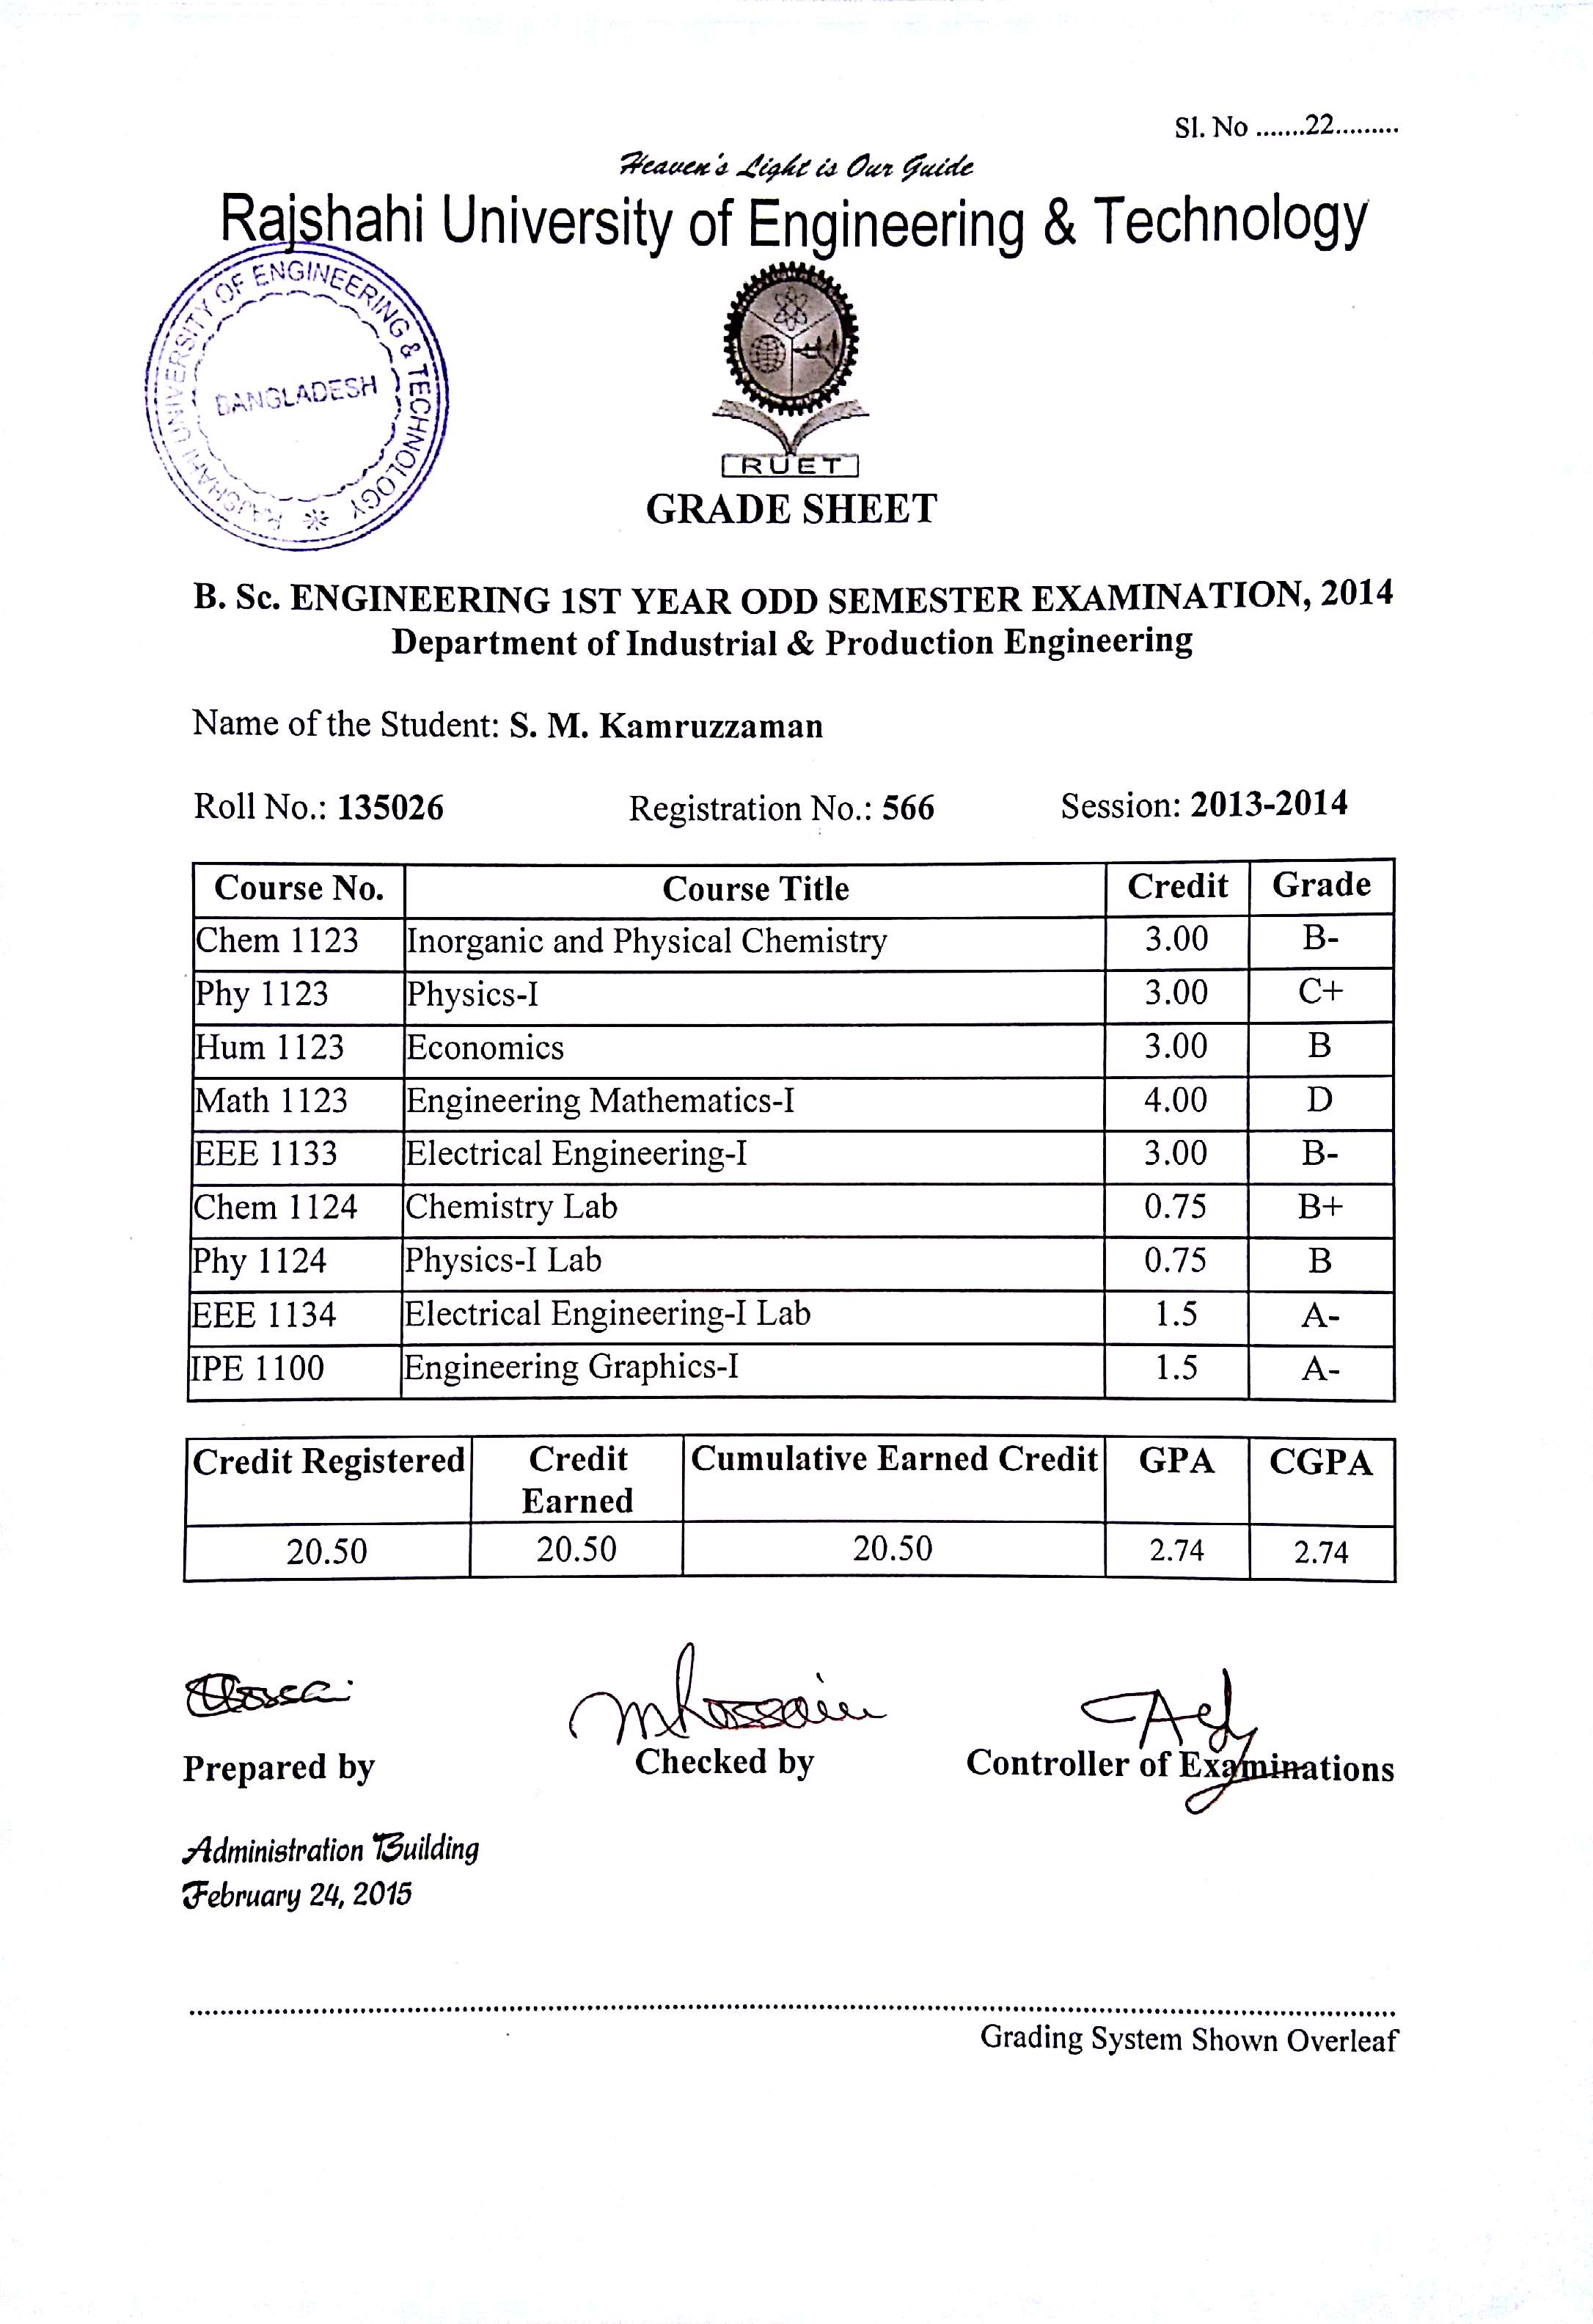 Sl. No .......22.........
Heaven's Light is Our Guide
Rajshahi University of Engineering & Technology
RAJSHAHI UNIVERSITY OF ENGINEERING & TECHNOLOGY
BANGLADESH
RUET
GRADE SHEET
B. Sc. ENGINEERING 1ST YEAR ODD SEMESTER EXAMINATION, 2014
Department of Industrial & Production Engineering
Name of the Student: S. M. Kamruzzaman
Roll No.: 135026 Registration No.: 566 Session: 2013-2014
Course No. Course Title Credit Grade
Chem 1123 Inorganic and Physical Chemistry 3.00 B-
Phy 1123 Physics-I 3.00 C+
Hum 1123 Economics 3.00 B
Math 1123 Engineering Mathematics-I 4.00 D
EEE 1133 Electrical Engineering-I 3.00 B-
Chem 1124 Chemistry Lab 0.75 B+
Phy 1124 Physics-I Lab 0.75 B
EEE 1134 Electrical Engineering-I Lab 1.5 A-
IPE 1100 Engineering Graphics-I 1.5 A-
Credit Registered Credit Earned Cumulative Earned Credit GPA CGPA
20.50 20.50 20.50 2.74 2.74
Mhossain
Prepared by Checked by Controller of Examinations
Administration Building
February 24, 2015
Grading System Shown Overleaf